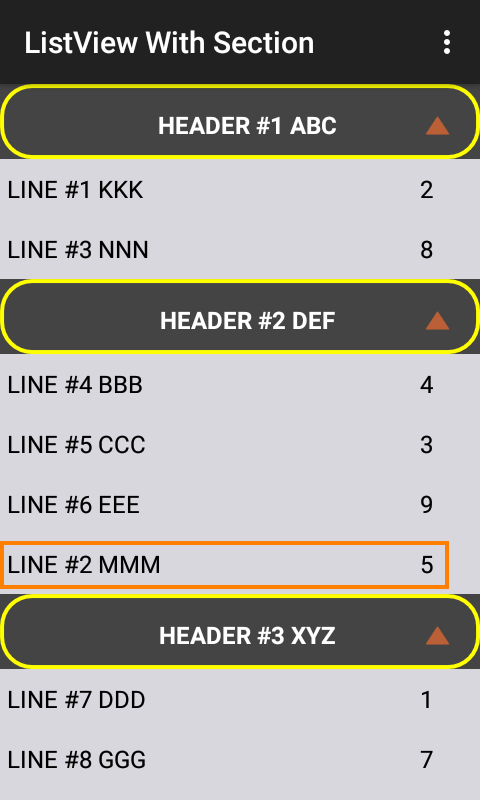 ListView With Section
HEADER #1 ABC
LINE #1 KKK 2
LINE #3 NNN 8
HEADER #2 DEF
LINE #4 BBB 4
LINE #5 CCC 3
LINE #6 EEE 9
LINE #2 MMM 5
HEADER #3 XYZ
LINE #7 DDD 1
LINE #8 GGG 7